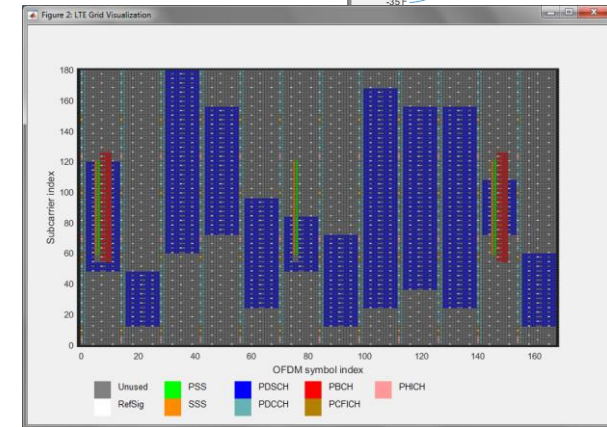 -35
Figure 2: LTE Grid Visualization
180
160
140
120
100
80
60
40
20
0
Subcarrier index
0 20 40 60 80 100 120 140 160
OFDM symbol index
Unused PSS PDSCH PBCH PHICH
RefSig SSS PDCCH PCFICH